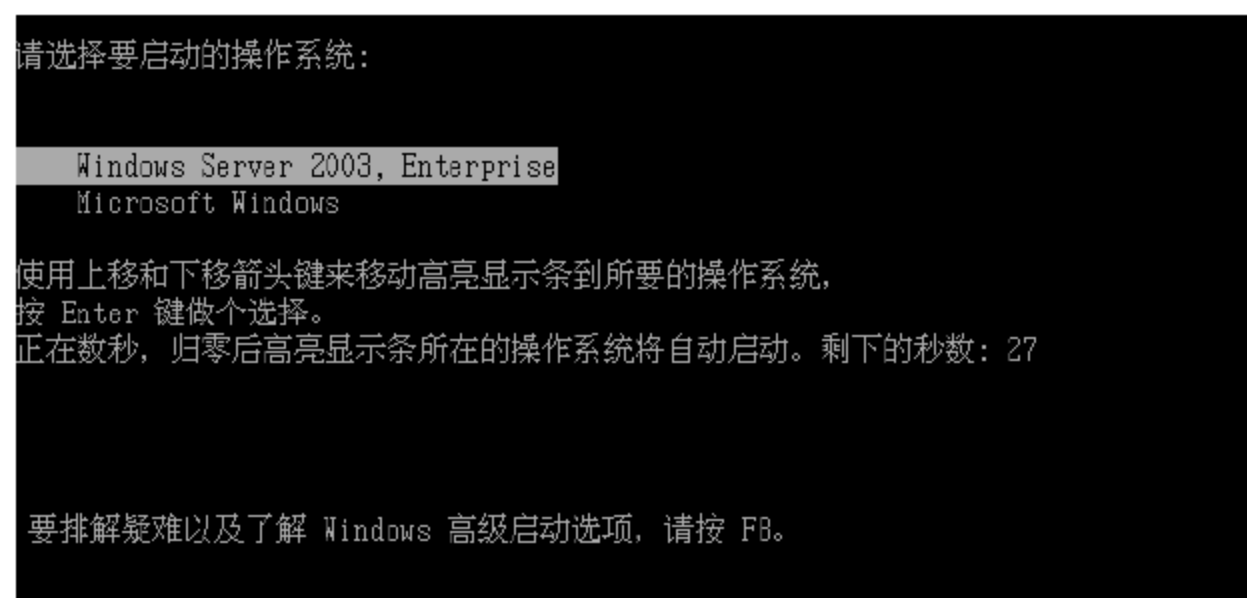 请选择要启动的操作系统:
Windows Server 2003, Enterprise
Microsoft Windows
使用上移和下移箭头键来移动高亮显示条到所要的操作系统,
按 Enter 键做个选择。
正在数秒, 归零后高亮显示条所在的操作系统将自动启动。剩下的秒数: 27
要排解疑难以及了解 Windows 高级启动选项, 请按 F8。